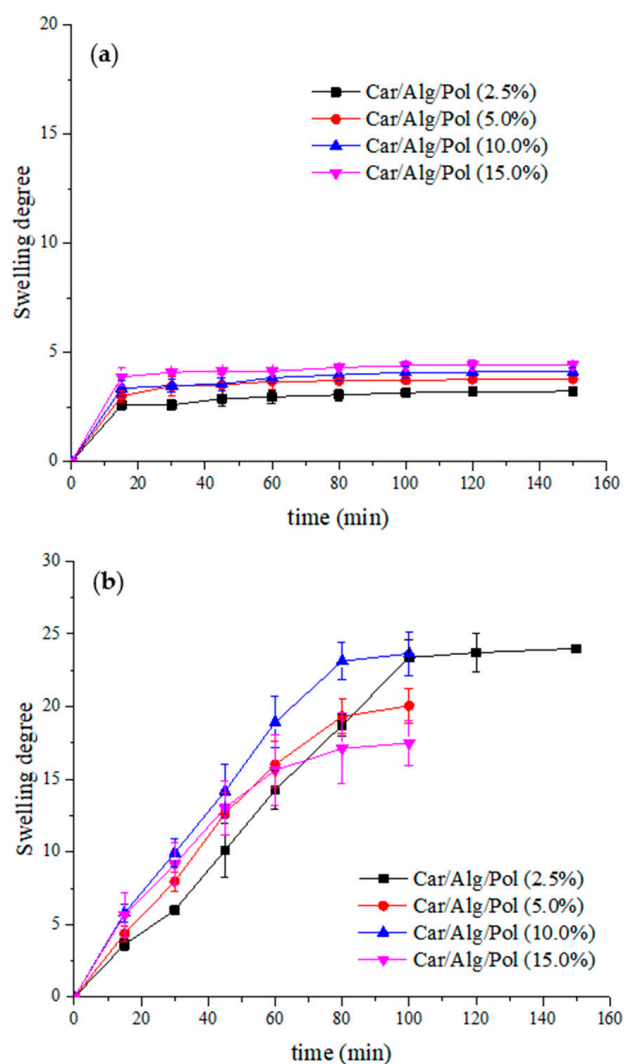 (a)
Car/Alg/Pol (2.5%)
Car/Alg/Pol (5.0%)
Car/Alg/Pol (10.0%)
Car/Alg/Pol (15.0%)
Swelling degree
20
15
10
5
0
0 20 40 60 80 100 120 140 160
time (min)
(b)
Swelling degree
30
25
20
15
10
5
0
Car/Alg/Pol (2.5%)
Car/Alg/Pol (5.0%)
Car/Alg/Pol (10.0%)
Car/Alg/Pol (15.0%)
0 20 40 60 80 100 120 140 160
time (min)